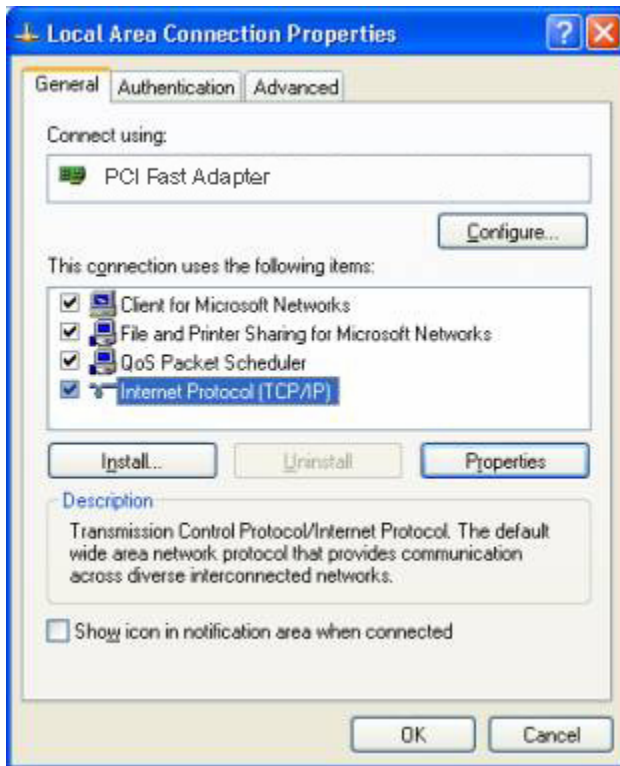 Local Area Connection Properties
General Authentication Advanced
Connect using:
PCI Fast Adapter
Configure...
This connection uses the following items:
Client for Microsoft Networks
File and Printer Sharing for Microsoft Networks
QoS Packet Scheduler
Internet Protocol (TCP/IP)
Install... Uninstall Properties
Description
Transmission Control Protocol/Internet Protocol. The default
wide area network protocol that provides communication
across diverse interconnected networks.
Show icon in notification area when connected
OK Cancel